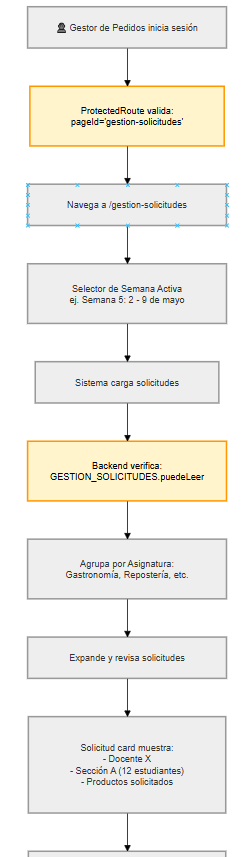 Gestor de Pedidos inicia sesión
ProtectedRoute valida:
pageId='gestion-solicitudes'
Navega a /gestion-solicitudes
Selector de Semana Activa
ej. Semana 5: 2 - 9 de mayo
Sistema carga solicitudes
Backend verifica:
GESTION_SOLICITUDES.puedeLeer
Agrupa por Asignatura:
Gastronomía, Repostería, etc.
Expande y revisa solicitudes
Solicitud card muestra:
- Docente X
- Sección A (12 estudiantes)
- Productos solicitados